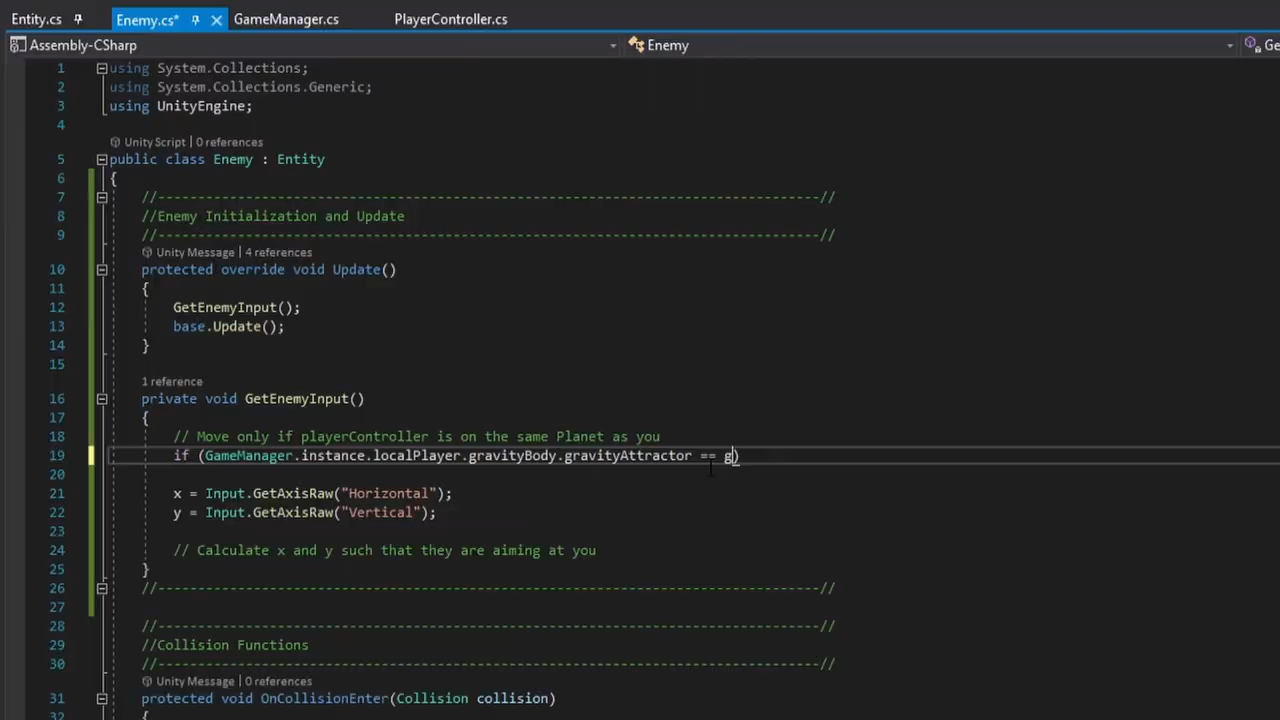 Entity.cs Enemy.cs* GameManager.cs PlayerController.cs
Assembly-CSharp Enemy Ge
1 using System.Collections;
2 using System.Collections.Generic;
3 using UnityEngine;
4
Unity Script | 0 references
5 public class Enemy : Entity
6 {
7 //-----------------------------------------------------------------------------------//
8 //Enemy Initialization and Update
9 //-----------------------------------------------------------------------------------//
Unity Message | 4 references
10 protected override void Update()
11 {
12 GetEnemyInput();
13 base.Update();
14 }
15
1 reference
16 private void GetEnemyInput()
17 {
18 // Move only if playerController is on the same Planet as you
19 if (GameManager.instance.localPlayer.gravityBody.gravityAttractor == g)
20
21 x = Input.GetAxisRaw("Horizontal");
22 y = Input.GetAxisRaw("Vertical");
23
24 // Calculate x and y such that they are aiming at you
25 }
26 //-----------------------------------------------------------------------------------//
27
28 //-----------------------------------------------------------------------------------//
29 //Collision Functions
30 //-----------------------------------------------------------------------------------//
Unity Message | 0 references
31 protected void OnCollisionEnter(Collision collision)
32 {